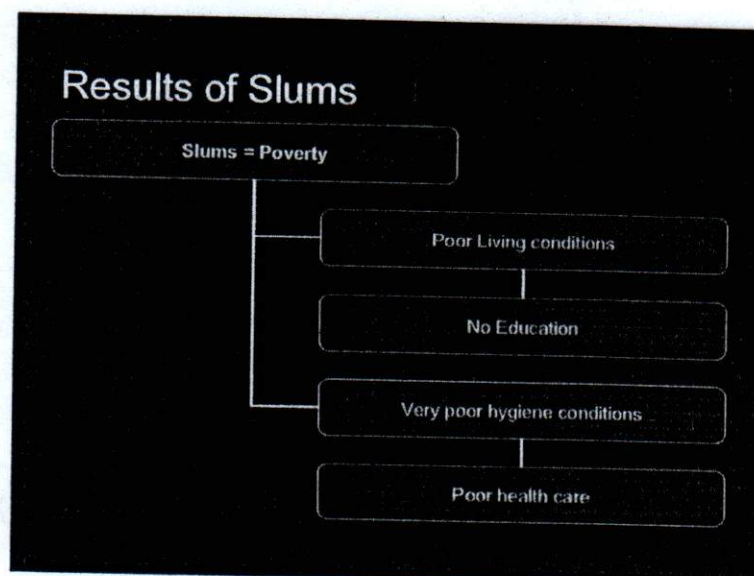 Results of Slums
Slums = Poverty
Poor Living conditions
No Education
Very poor hygiene conditions
Poor health care